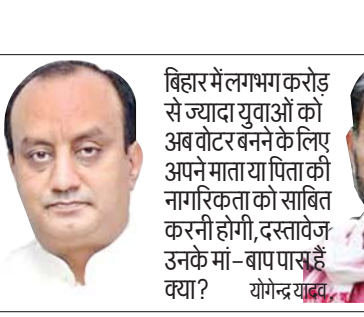 बिहार में लगभग करोड़
से ज्यादा युवाओं को
अब वोटर बनने के लिए
अपने माता या पिता की
नागरिकता को साबित
करनी होगी, दस्तावेज
उनके मां-बाप पास हैं
क्या? योगेन्द्र यादव